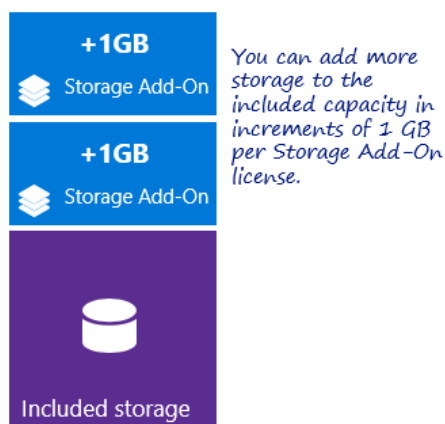 +1GB
Storage Add-On
+1GB
Storage Add-On
Included storage
You can add more
storage to the
included capacity in
increments of 1 GB
per Storage Add-On
license.